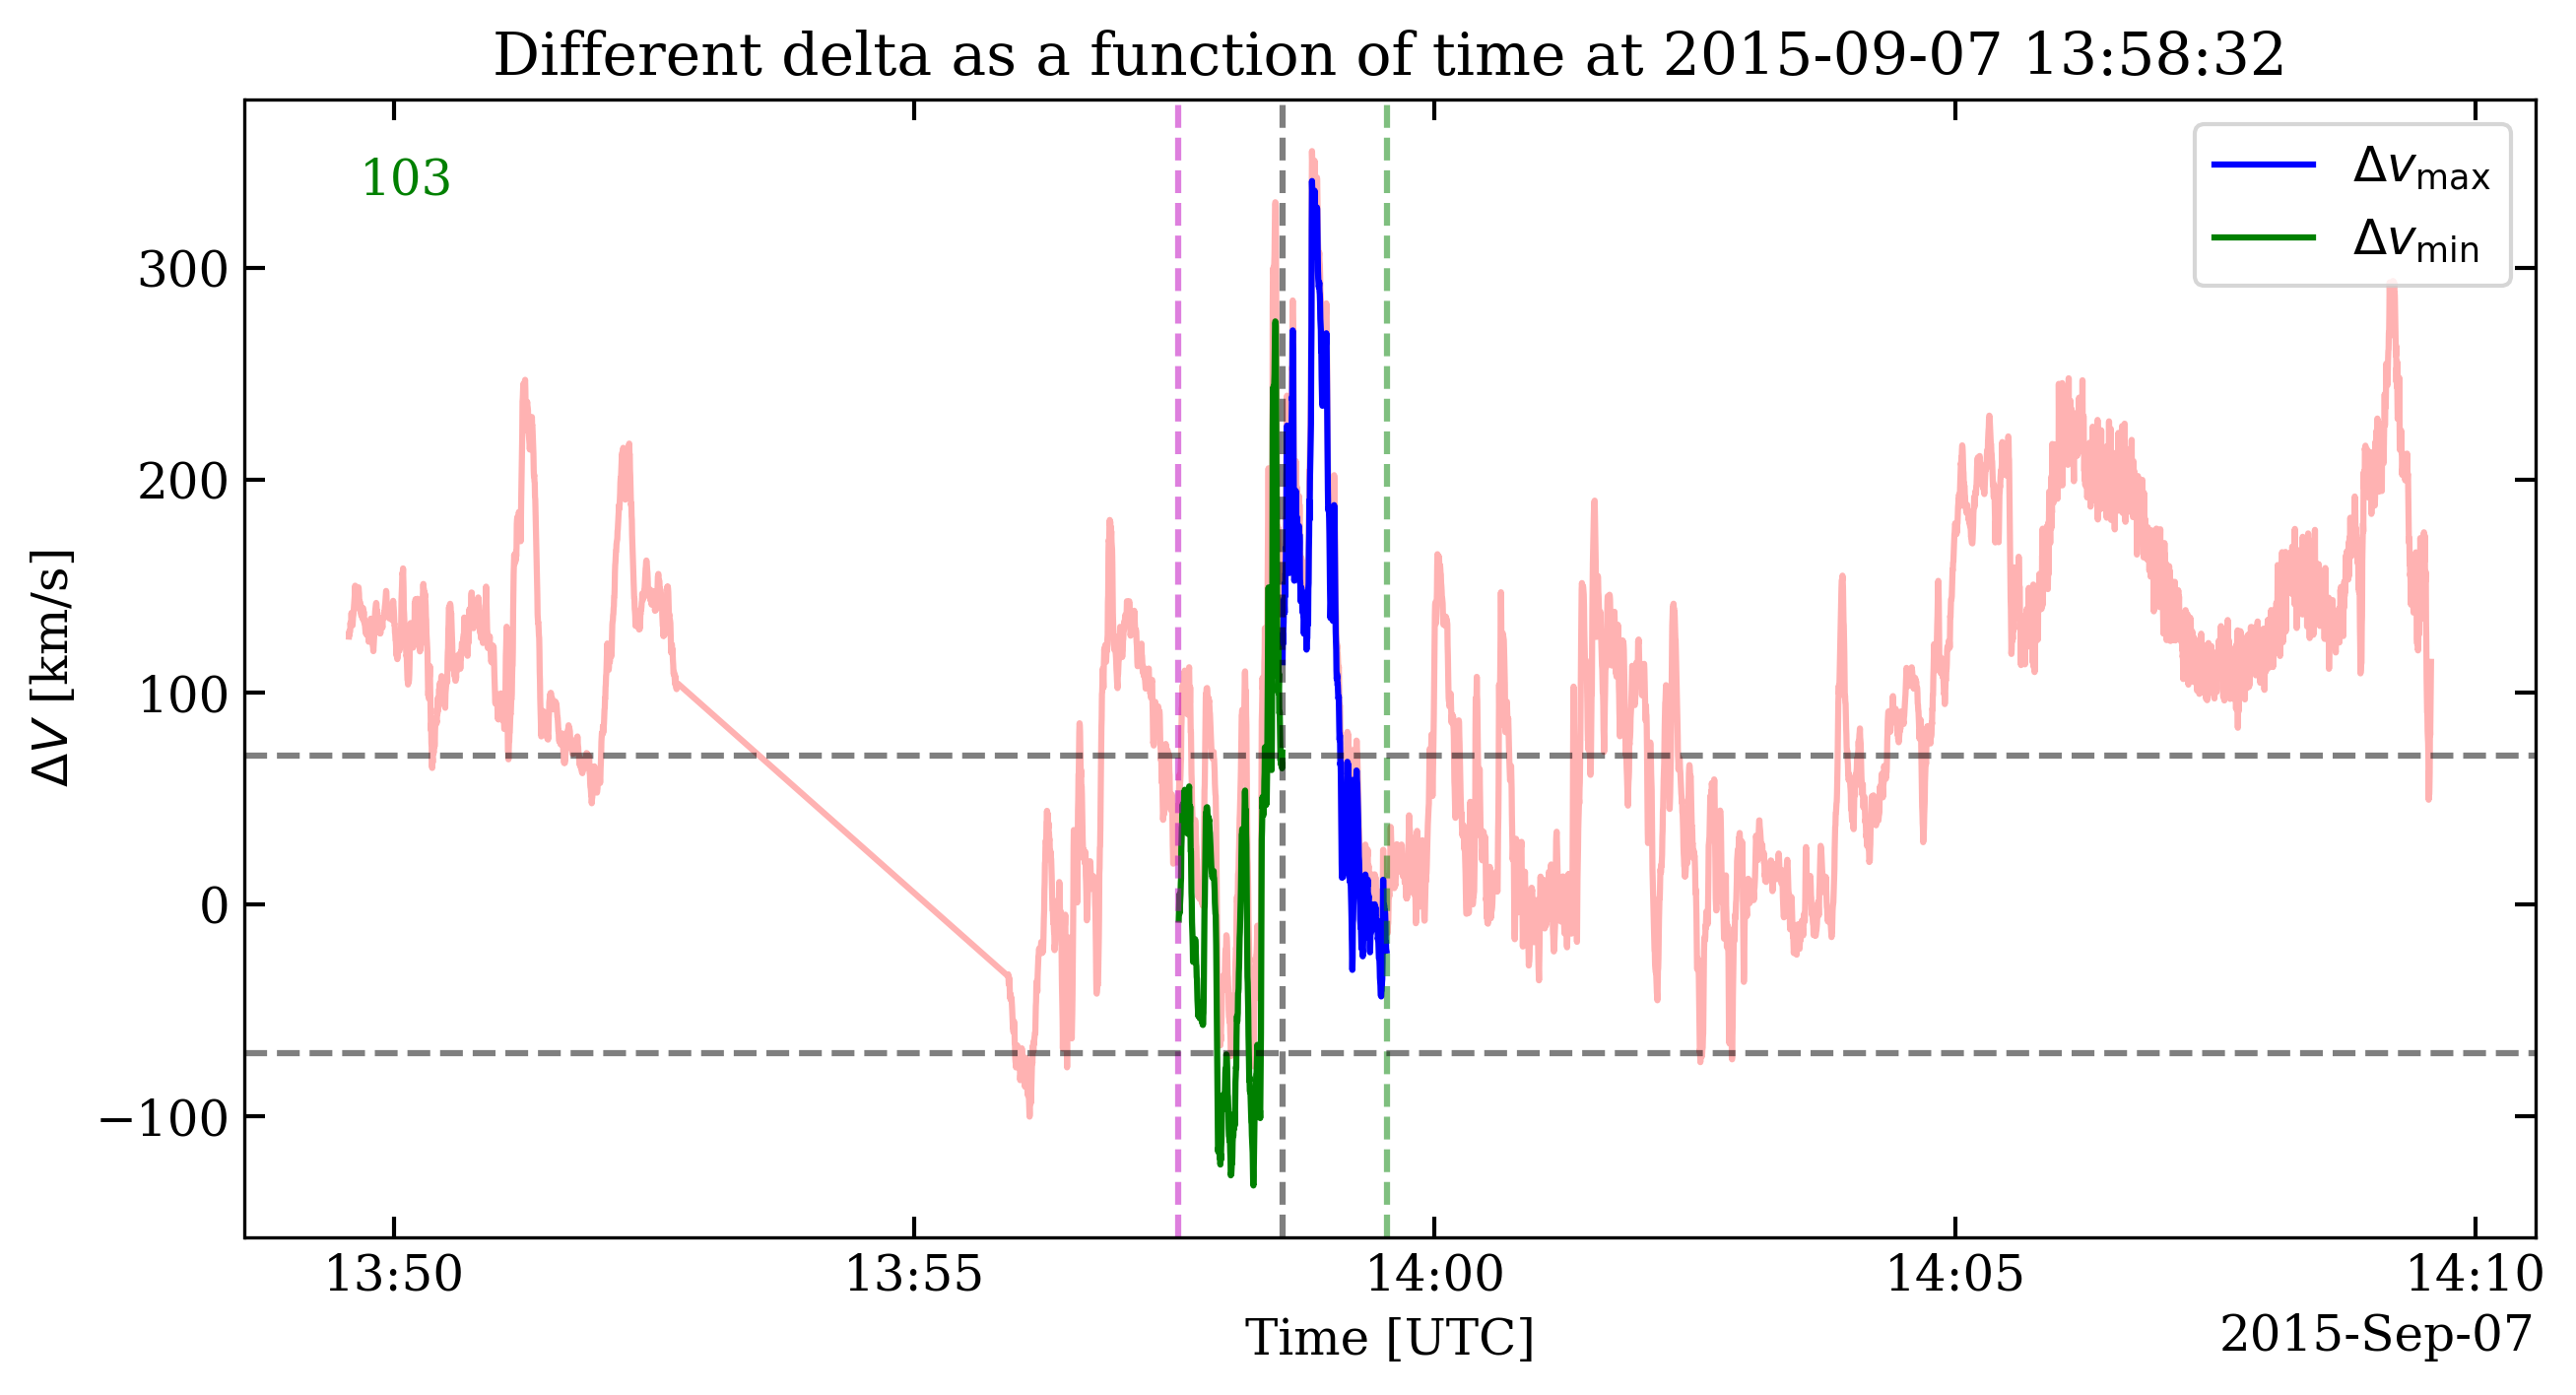 Different delta as a function of time at 2015-09-07 13:58:32
103
Δv_max
Δv_min
ΔV [km/s]
300
200
100
0
−100
13:50 13:55 14:00 14:05 14:10
Time [UTC]
2015-Sep-07